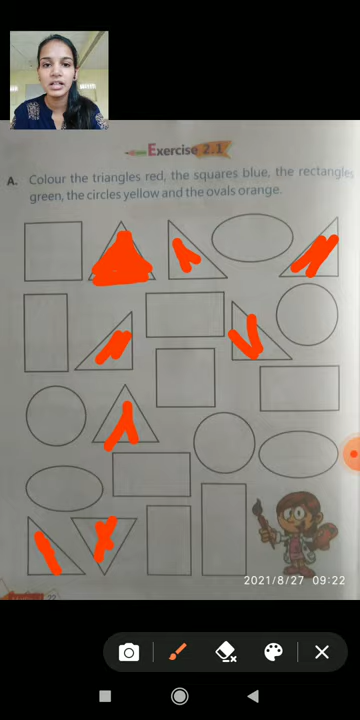 Exercise 2.1
A. Colour the triangles red, the squares blue, the rectangles
green, the circles yellow and the ovals orange.
2021/8/27 09:22
22